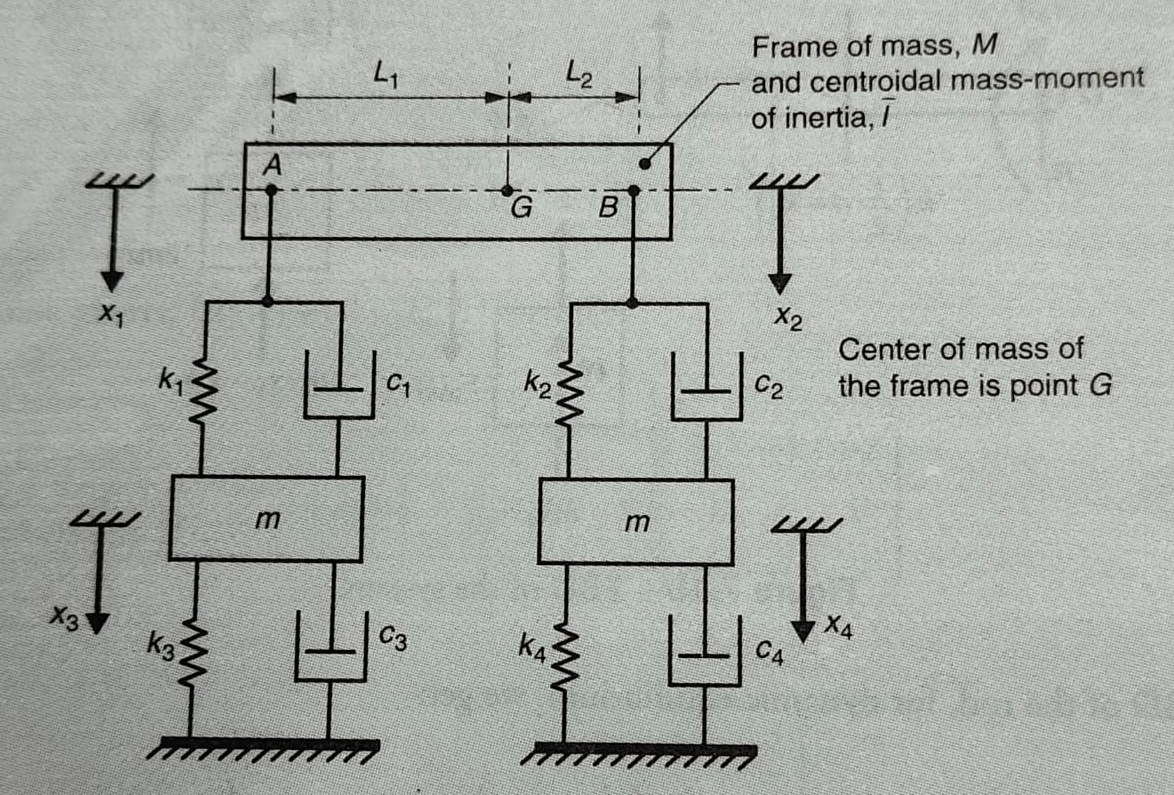 Frame of mass, M
and centroidal mass-moment
of inertia, Ī
L₁ L₂
A
G B
x₁ x₂
Center of mass of
the frame is point G
k₁ c₁ k₂ c₂
m m
x₃ x₄
k₃ c₃ k₄ c₄